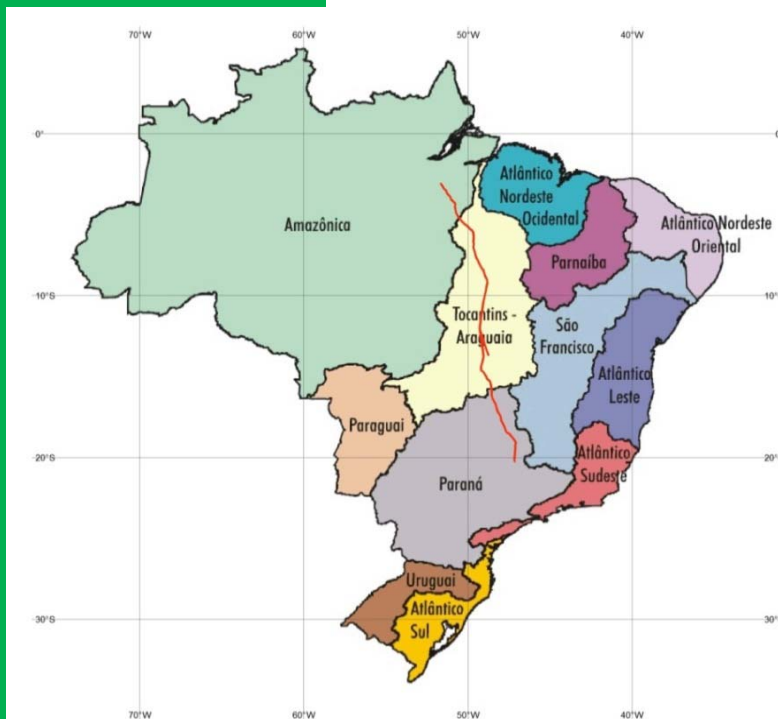 70°W 60°W 50°W 40°W
0°
0°
Atlântico
Nordeste
Ocidental
Amazônica
Atlântico Nordeste
Oriental
Parnaíba
10°S
10°
Tocantins -
Araguaia
São
Francisco
Atlântico
Leste
Paraguai
Atlântico
Sudeste
20°S
20°
Paraná
Uruguai
Atlântico
Sul
30°S
30°
70°W 60°W 50°W 40°W